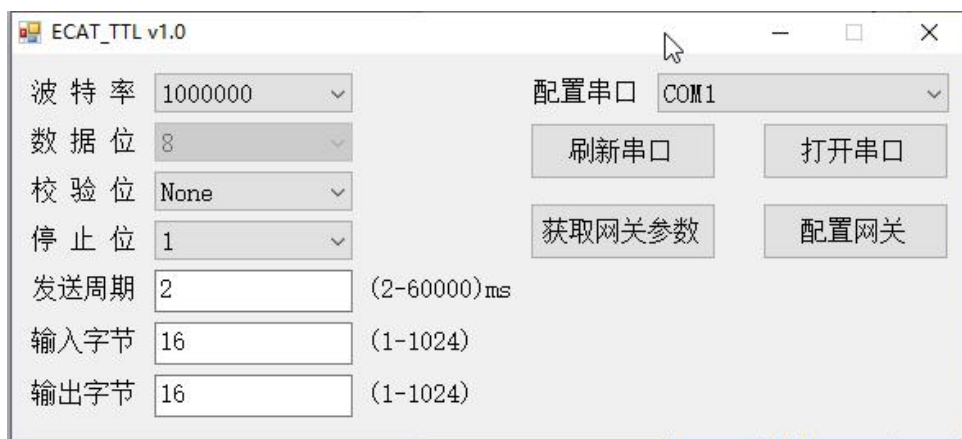 ECAT_TTL v1.0
波 特 率 1000000 配置串口 COM1
数 据 位 8 刷新串口 打开串口
校 验 位 None
停 止 位 1 获取网关参数 配置网关
发送周期 2 (2-60000)ms
输入字节 16 (1-1024)
输出字节 16 (1-1024)